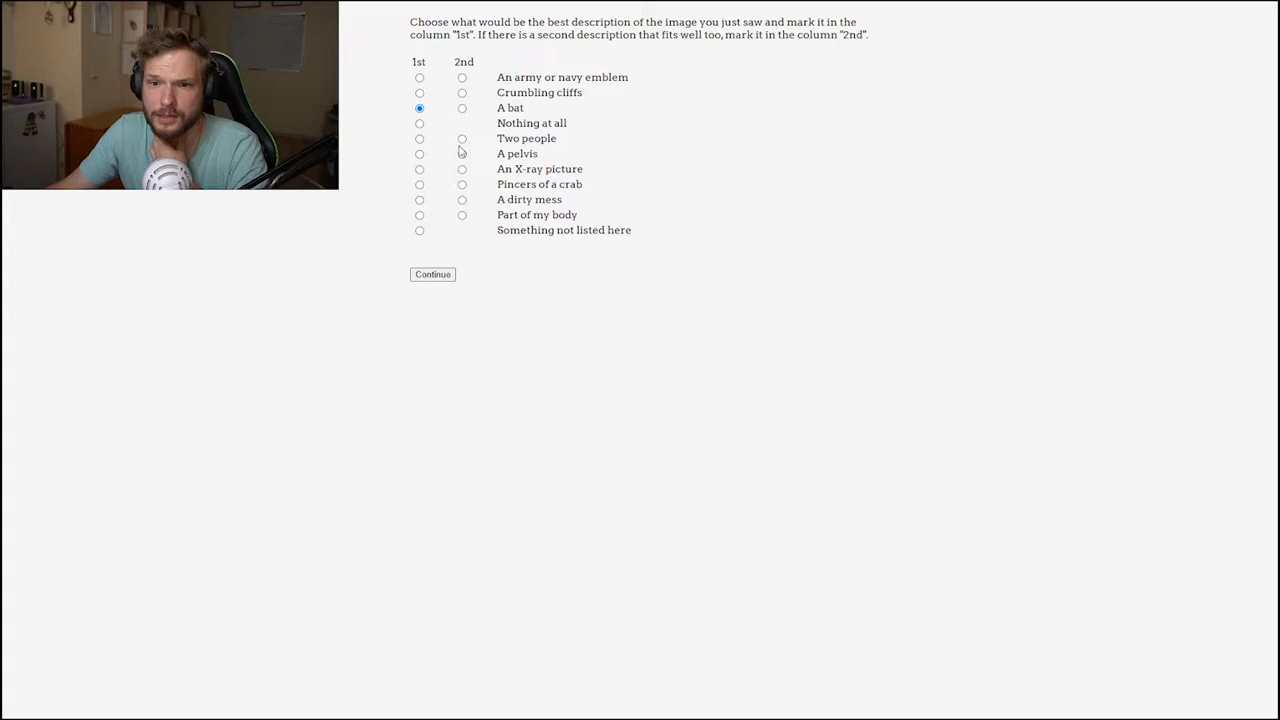 Choose what would be the best description of the image you just saw and mark it in the
column "1st". If there is a second description that fits well too, mark it in the column "2nd".
1st 2nd
An army or navy emblem
Crumbling cliffs
A bat
Nothing at all
Two people
A pelvis
An X-ray picture
Pincers of a crab
A dirty mess
Part of my body
Something not listed here
Continue